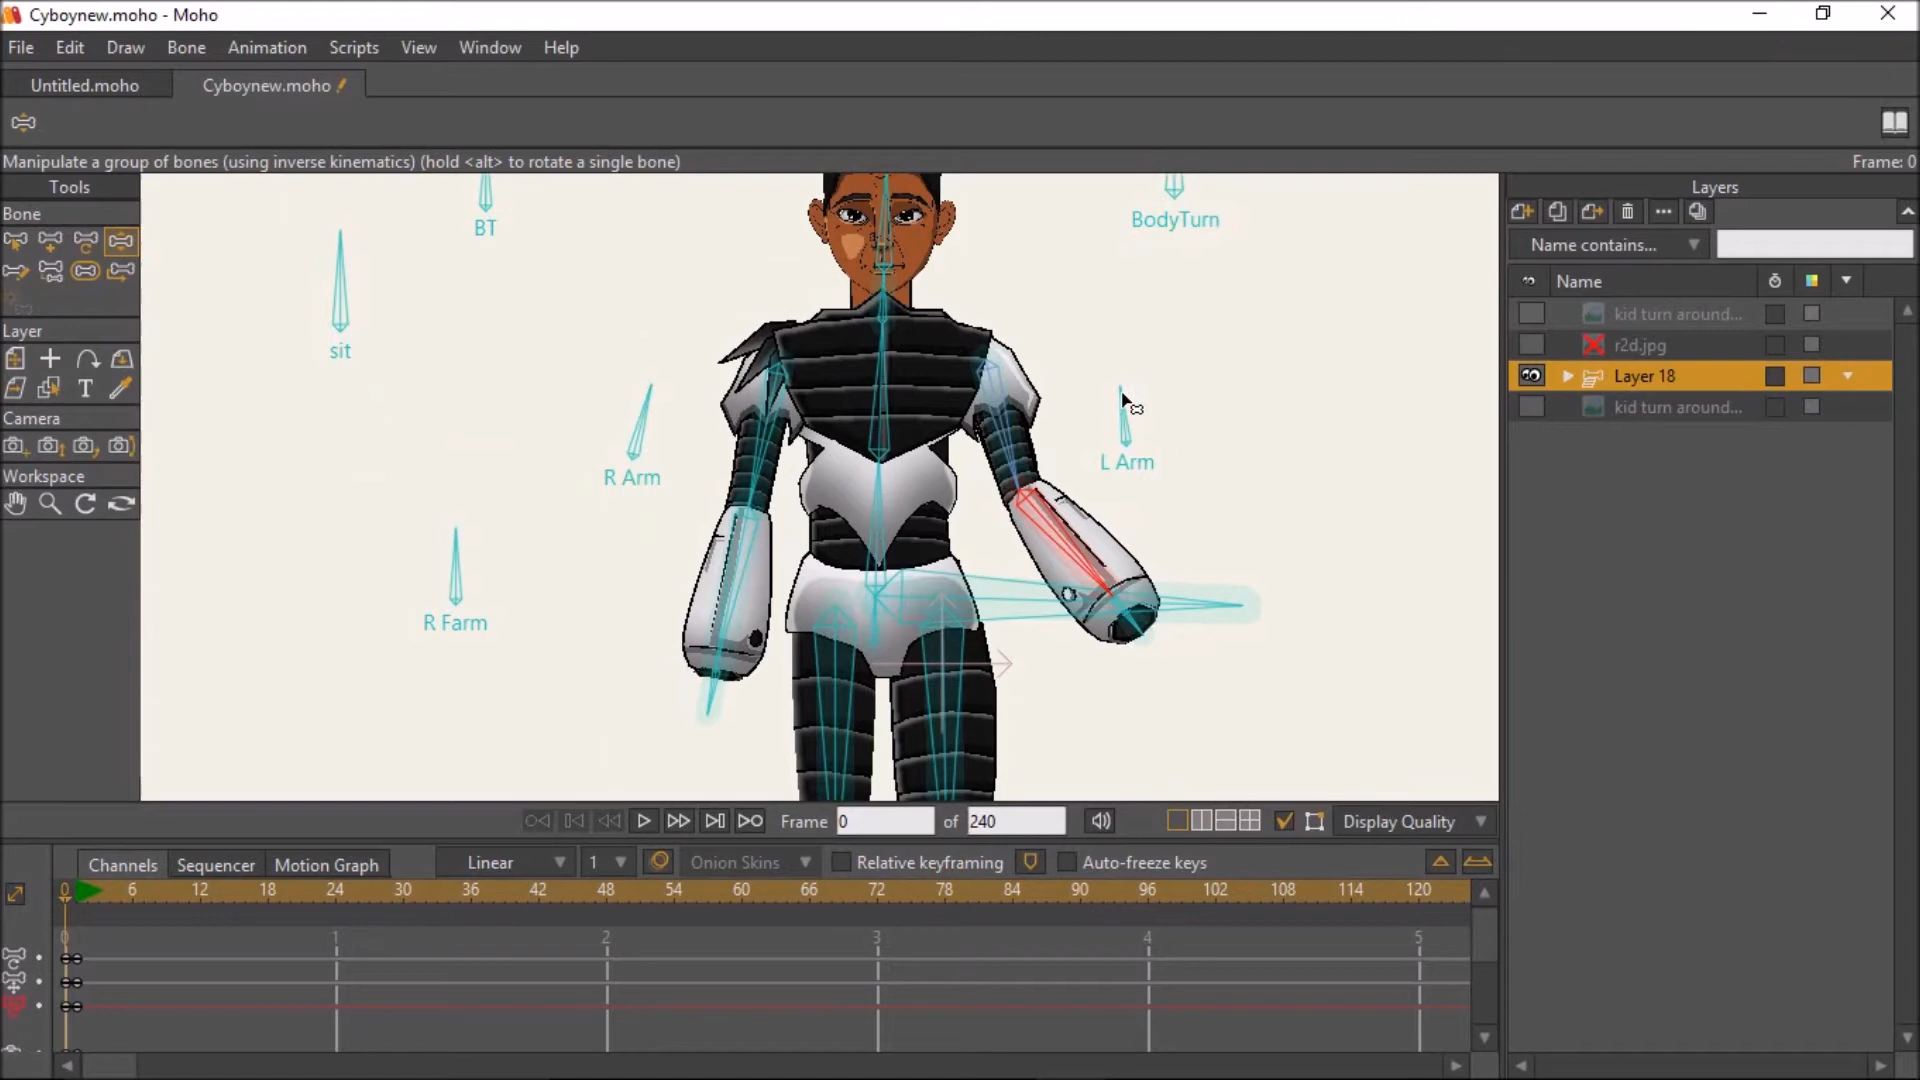 Cyboynew.moho - Moho
File Edit Draw Bone Animation Scripts View Window Help
Untitled.moho Cyboynew.moho
Manipulate a group of bones (using inverse kinematics) (hold <alt> to rotate a single bone) Frame: 0
Tools
Bone
Layer
T
Camera
Workspace
BT
BodyTurn
sit
R Arm
L Arm
R Farm
Layers
Name contains...
Name
kid turn around...
r2d.jpg
Layer 18
kid turn around...
Frame 0 of 240 Display Quality
Channels Sequencer Motion Graph Linear 1 Onion Skins Relative keyframing Auto-freeze keys
0 6 12 18 24 30 36 42 48 54 60 66 72 78 84 90 96 102 108 114 120
0 1 2 3 4 5